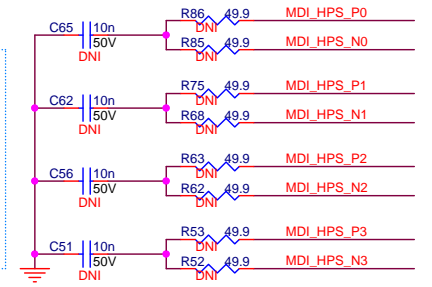 R86 49.9 MDI_HPS_P0
C65 10n
DNI
50V
R85 49.9 MDI_HPS_N0
DNI
DNI
R75 49.9 MDI_HPS_P1
C62 10n
DNI
50V
R68 49.9 MDI_HPS_N1
DNI
DNI
R63 49.9 MDI_HPS_P2
C56 10n
DNI
50V
R62 49.9 MDI_HPS_N2
DNI
DNI
R53 49.9 MDI_HPS_P3
C51 10n
DNI
50V
R52 49.9 MDI_HPS_N3
DNI
DNI